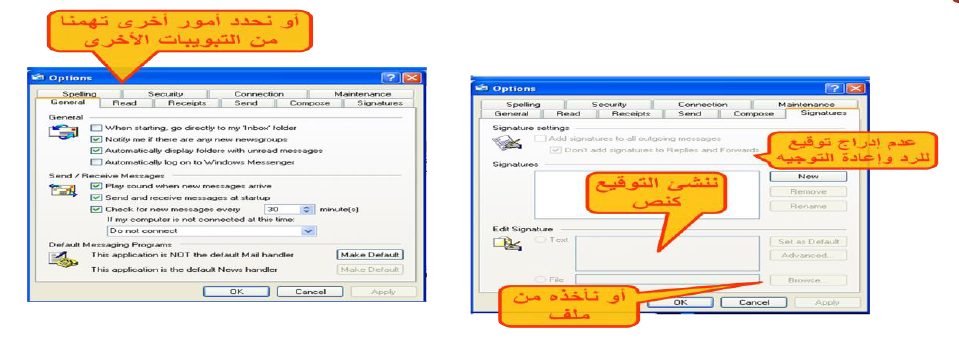 أو نحدد أمور أخرى تهمنا
من التبويبات الأخرى
Options
Spelling Security Connection Maintenance
General Read Receipts Send Compose Signatures
General
When starting, go directly to my 'Inbox' folder
Notify me if there are any new newsgroups
Automatically display folders with unread messages
Automatically log on to Windows Messenger
Send / Receive Messages
Play sound when new messages arrive
Send and receive messages at startup
Check for new messages every 30 minute(s)
If my computer is not connected at this time:
Do not connect
Default Messaging Programs
This application is NOT the default Mail handler Make Default
This application is the default News handler Make Default
OK Cancel Apply
Options
Spelling Security Connection Maintenance
General Read Receipts Send Compose Signatures
Signature settings
Add signatures to all outgoing messages
Don't add signatures to Replies and Forwards
عدم إدراج توقيع
للرد وإعادة التوجيه
Signatures
New
Remove
Rename
ننشئ التوقيع
كنص
Edit Signature
Text
Set as Default
Advanced...
File
Browse...
أو نأخذه من
ملف
OK Cancel Apply